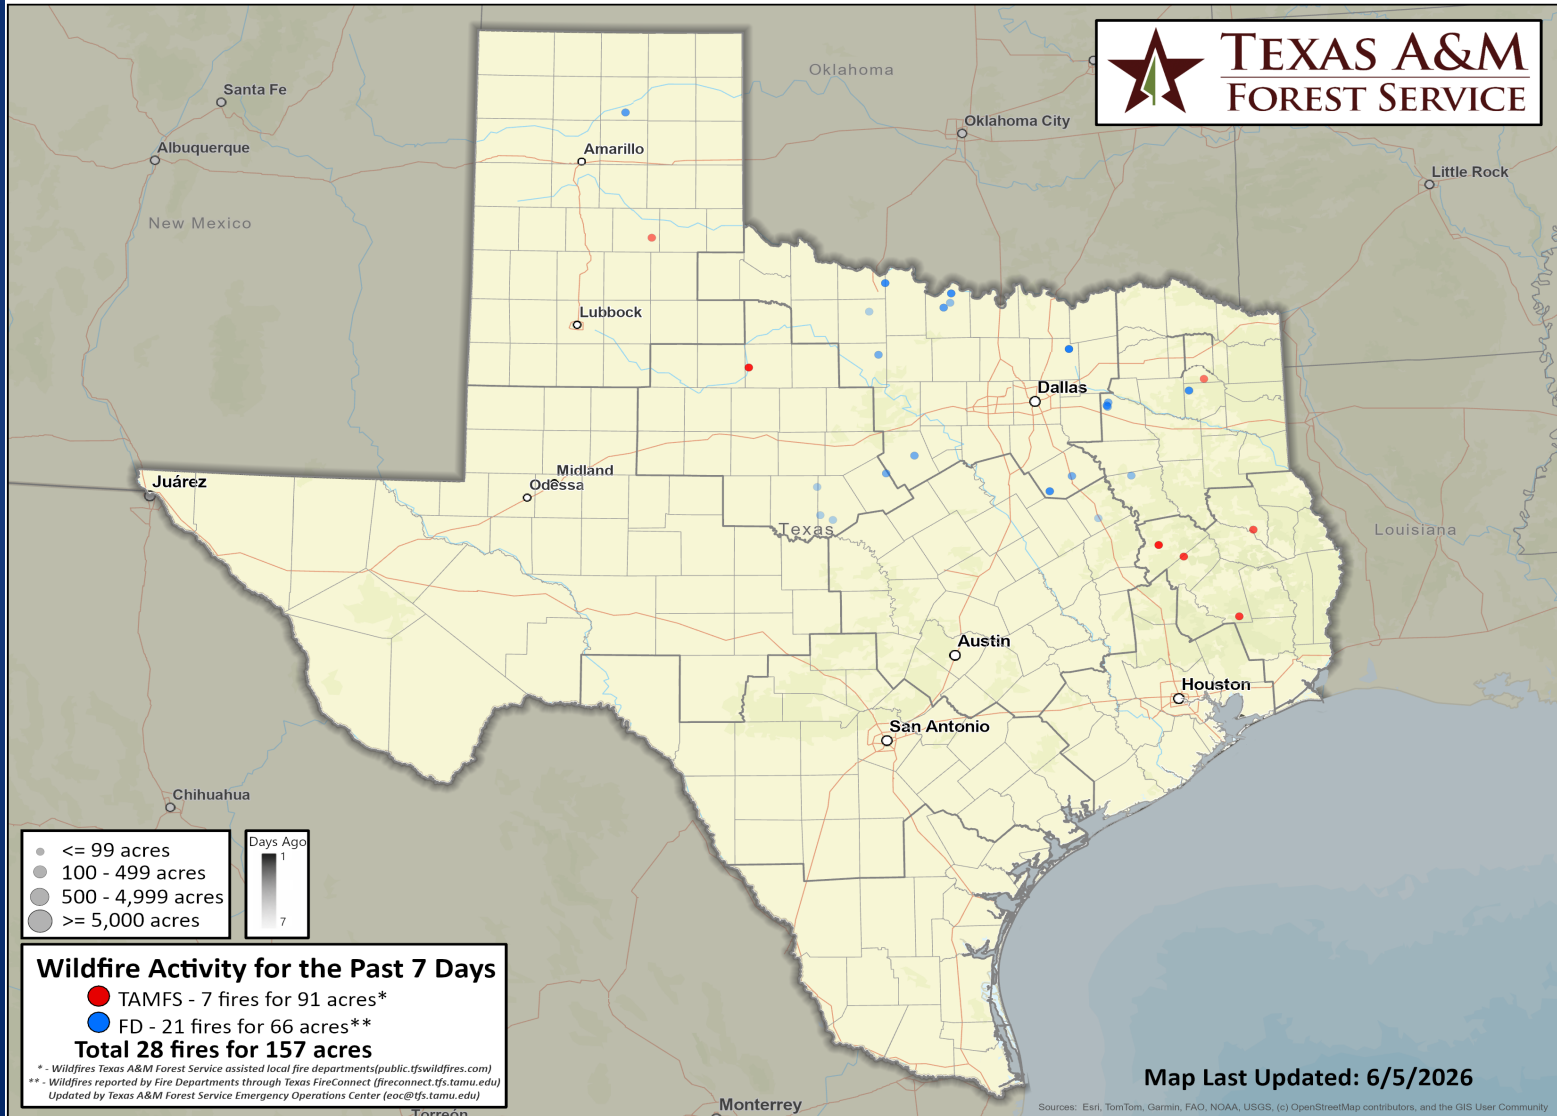 TEXAS A&M
FOREST SERVICE
Oklahoma
Santa Fe
Oklahoma City
Albuquerque
Amarillo
Little Rock
New Mexico
Lubbock
Dallas
Midland
Odessa
Juárez
Texas
Louisiana
Austin
Houston
San Antonio
Chihuahua
<= 99 acres
100 - 499 acres
500 - 4,999 acres
>= 5,000 acres
Days Ago
1
7
Wildfire Activity for the Past 7 Days
TAMFS - 7 fires for 91 acres*
FD - 21 fires for 66 acres**
Total 28 fires for 157 acres
* - Wildfires Texas A&M Forest Service assisted local fire departments(public.tfswildfires.com)
** - Wildfires reported by Fire Departments through Texas FireConnect (fireconnect.tfs.tamu.edu)
Updated by Texas A&M Forest Service Emergency Operations Center (eoc@tfs.tamu.edu)
Map Last Updated: 6/5/2026
Sources: Esri, TomTom, Garmin, FAO, NOAA, USGS, (c) OpenStreetMap contributors, and the GIS User Community
Monterrey
Torreón